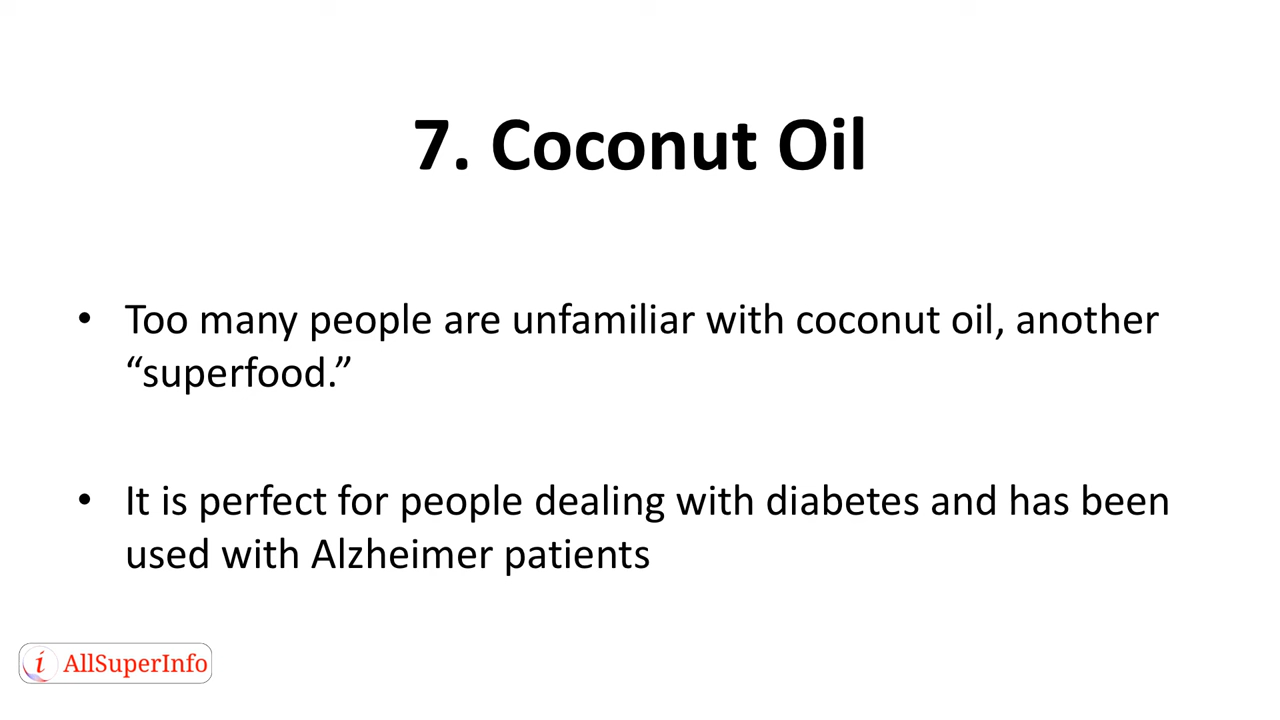 7. Coconut Oil
• Too many people are unfamiliar with coconut oil, another
“superfood.”
• It is perfect for people dealing with diabetes and has been
used with Alzheimer patients
i AllSuperInfo